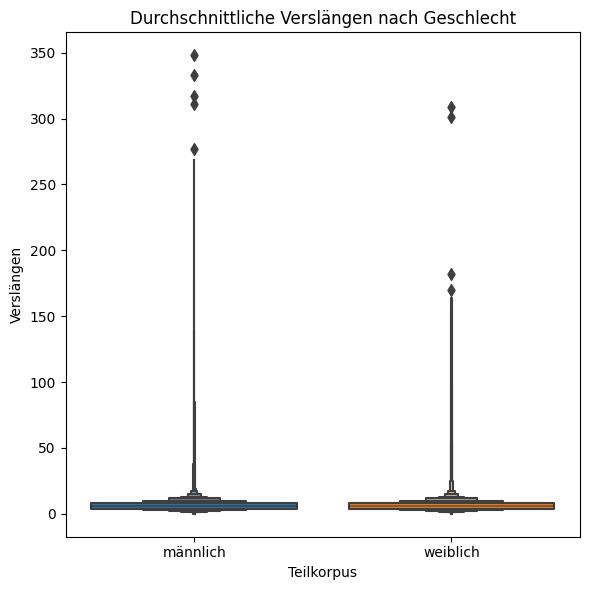 Durchschnittliche Verslängen nach Geschlecht
350
300
250
200
150
100
50
0
Verslängen
männlich
weiblich
Teilkorpus